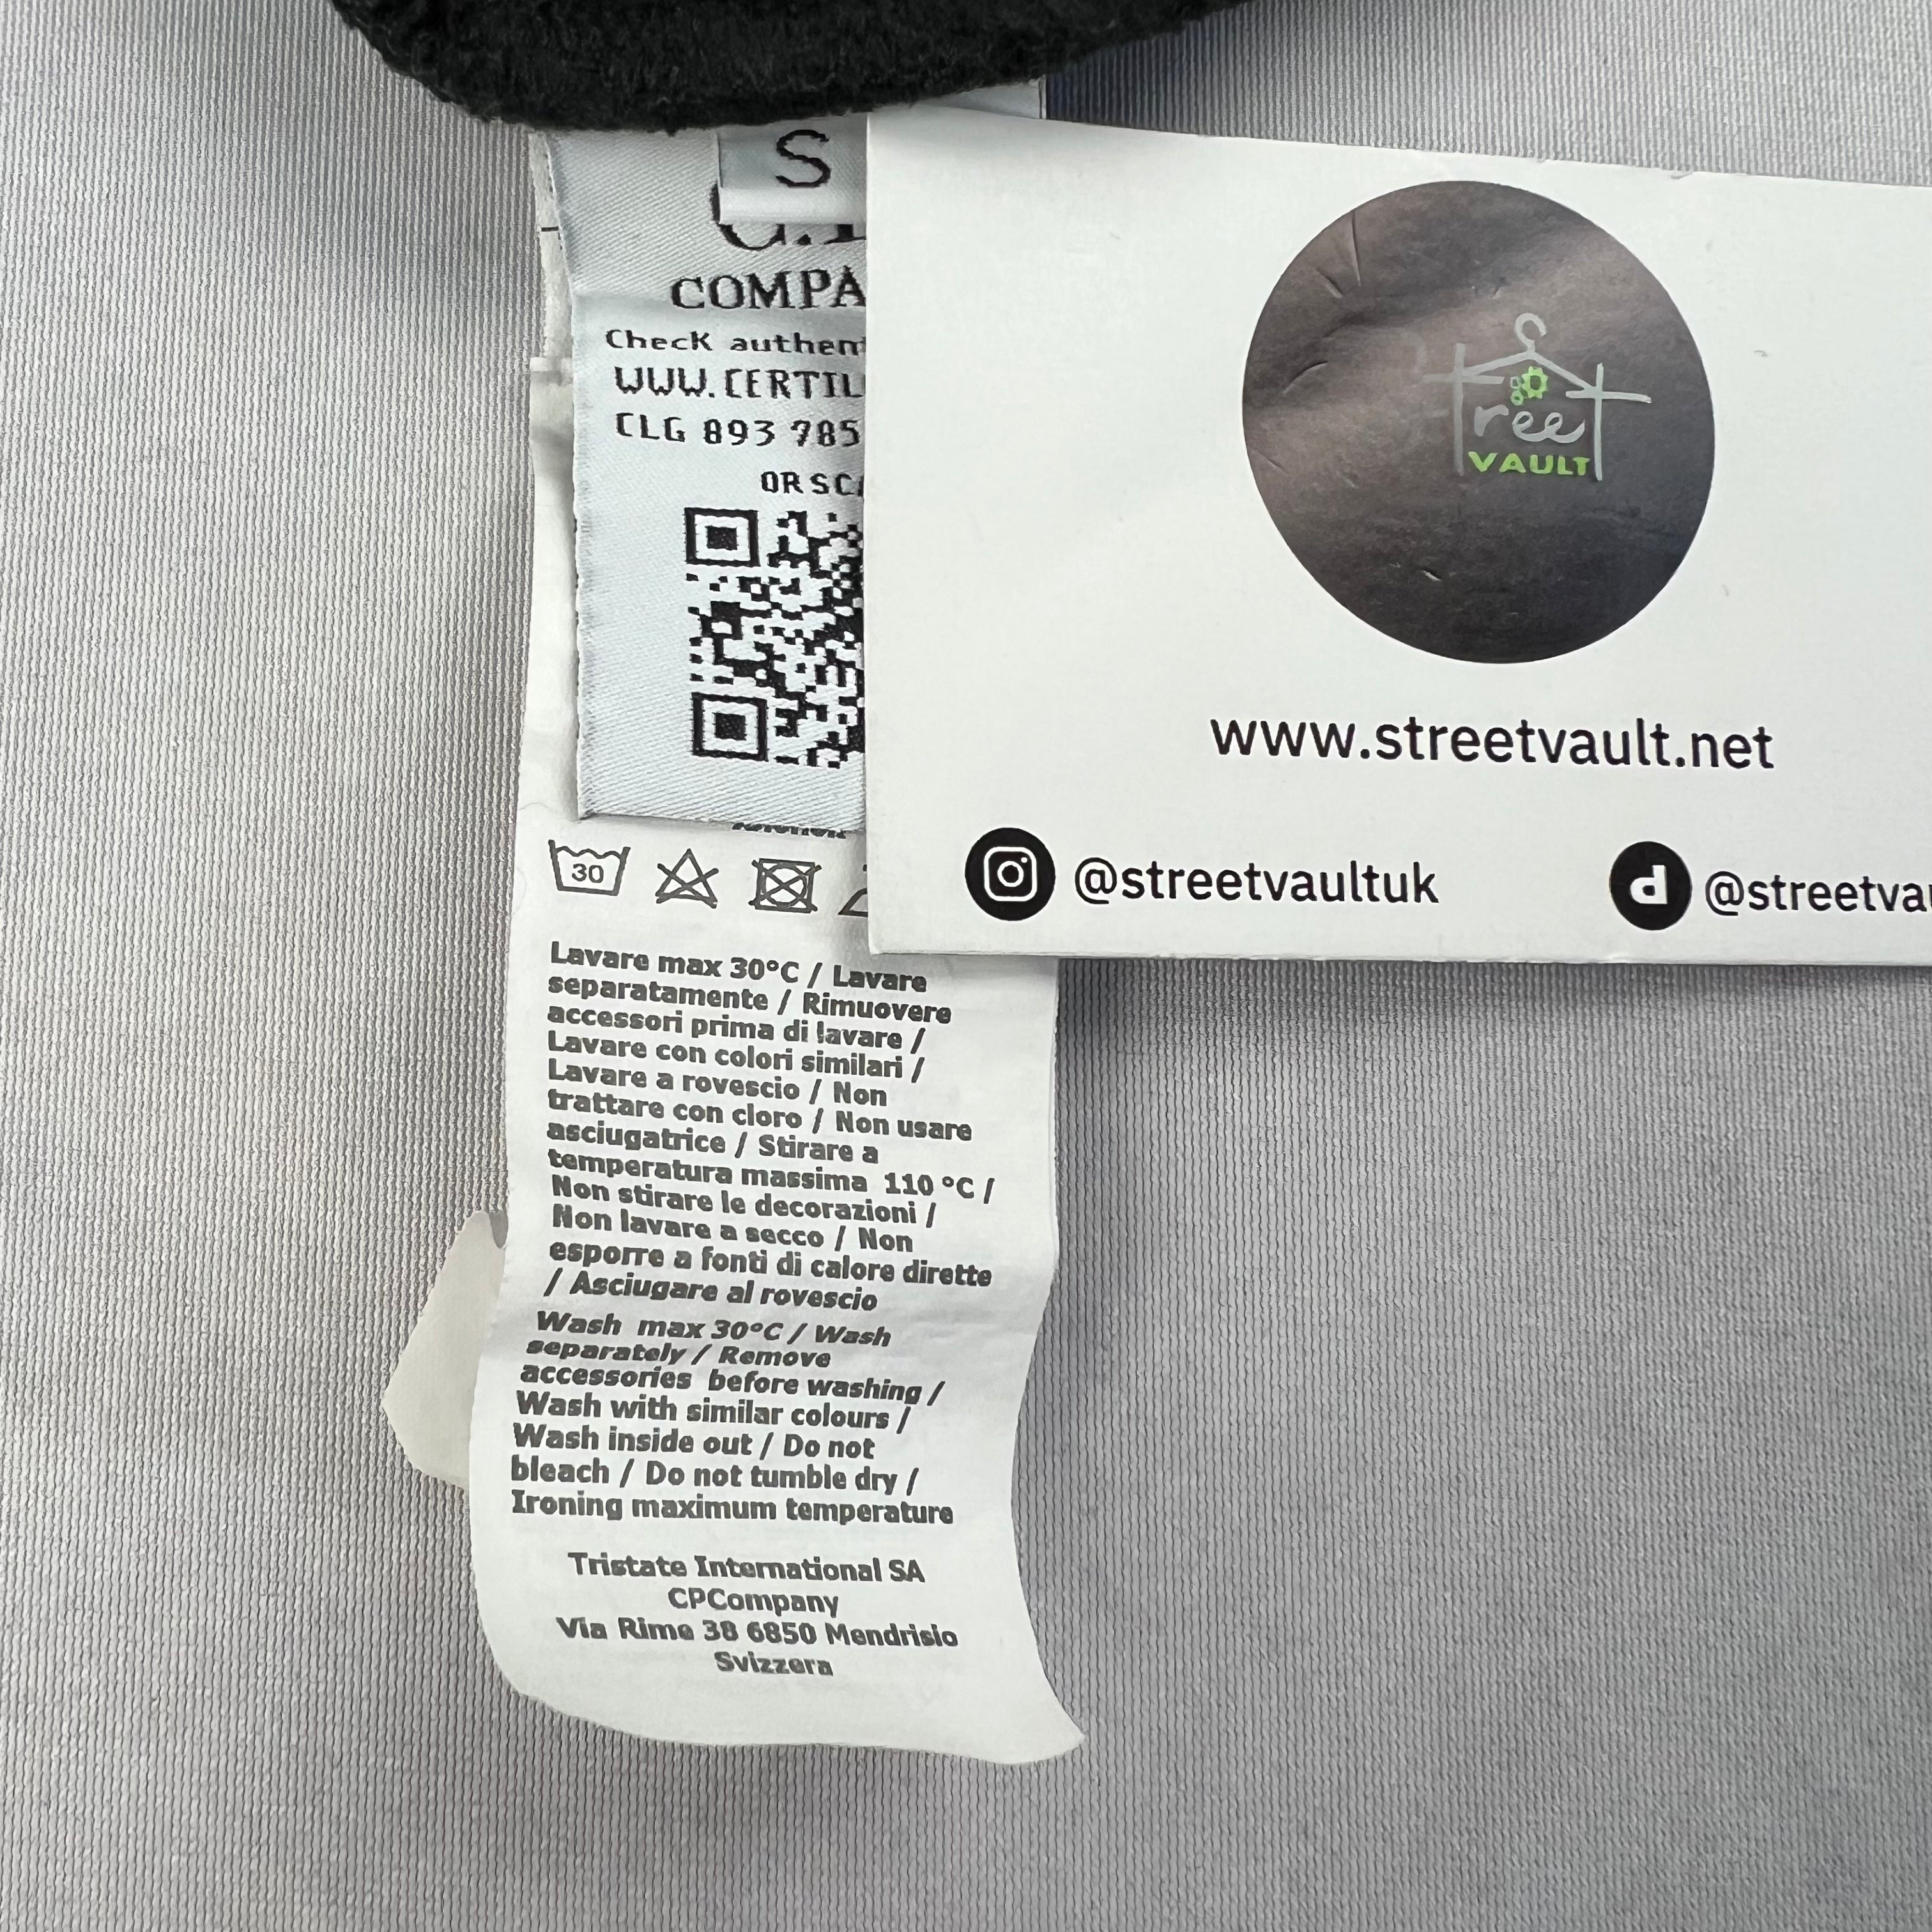 S
C.P
COMPA
Check authent
WWW.CERTIL
CLG 893 785
OR SCA
30
Lavare max 30°C / Lavare
separatamente / Rimuovere
accessori prima di lavare /
Lavare con colori similari /
Lavare a rovescio / Non
trattare con cloro / Non usare
asciugatrice / Stirare a
temperatura massima 110 °C /
Non stirare le decorazioni /
Non lavare a secco / Non
esporre a fonti di calore dirette
/ Asciugare al rovescio
Wash max 30°C / Wash
separately / Remove
accessories before washing /
Wash with similar colours /
Wash inside out / Do not
bleach / Do not tumble dry /
Ironing maximum temperature
Tristate International SA
CPCompany
Via Rime 38 6850 Mendrisio
Svizzera
street
VAULT
www.streetvault.net
@streetvaultuk
@streetvau